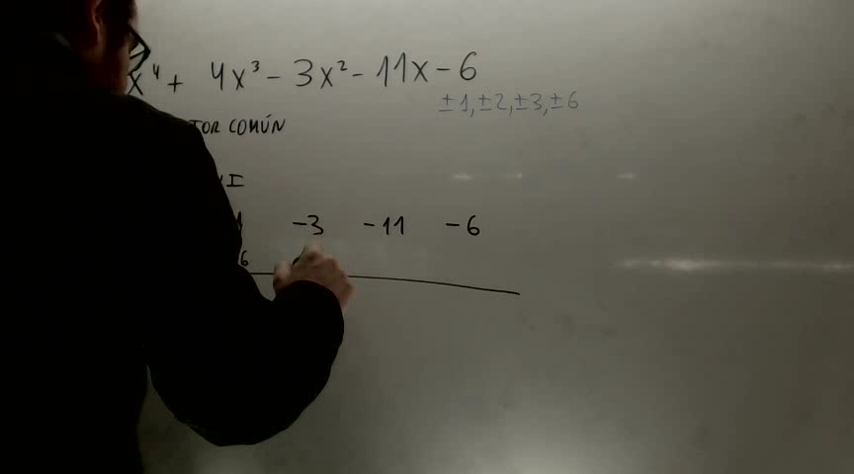 x⁴ + 4x³ - 3x² - 11x - 6
±1, ±2, ±3, ±6
TOR COMÚN
I
-3 -11 -6
6